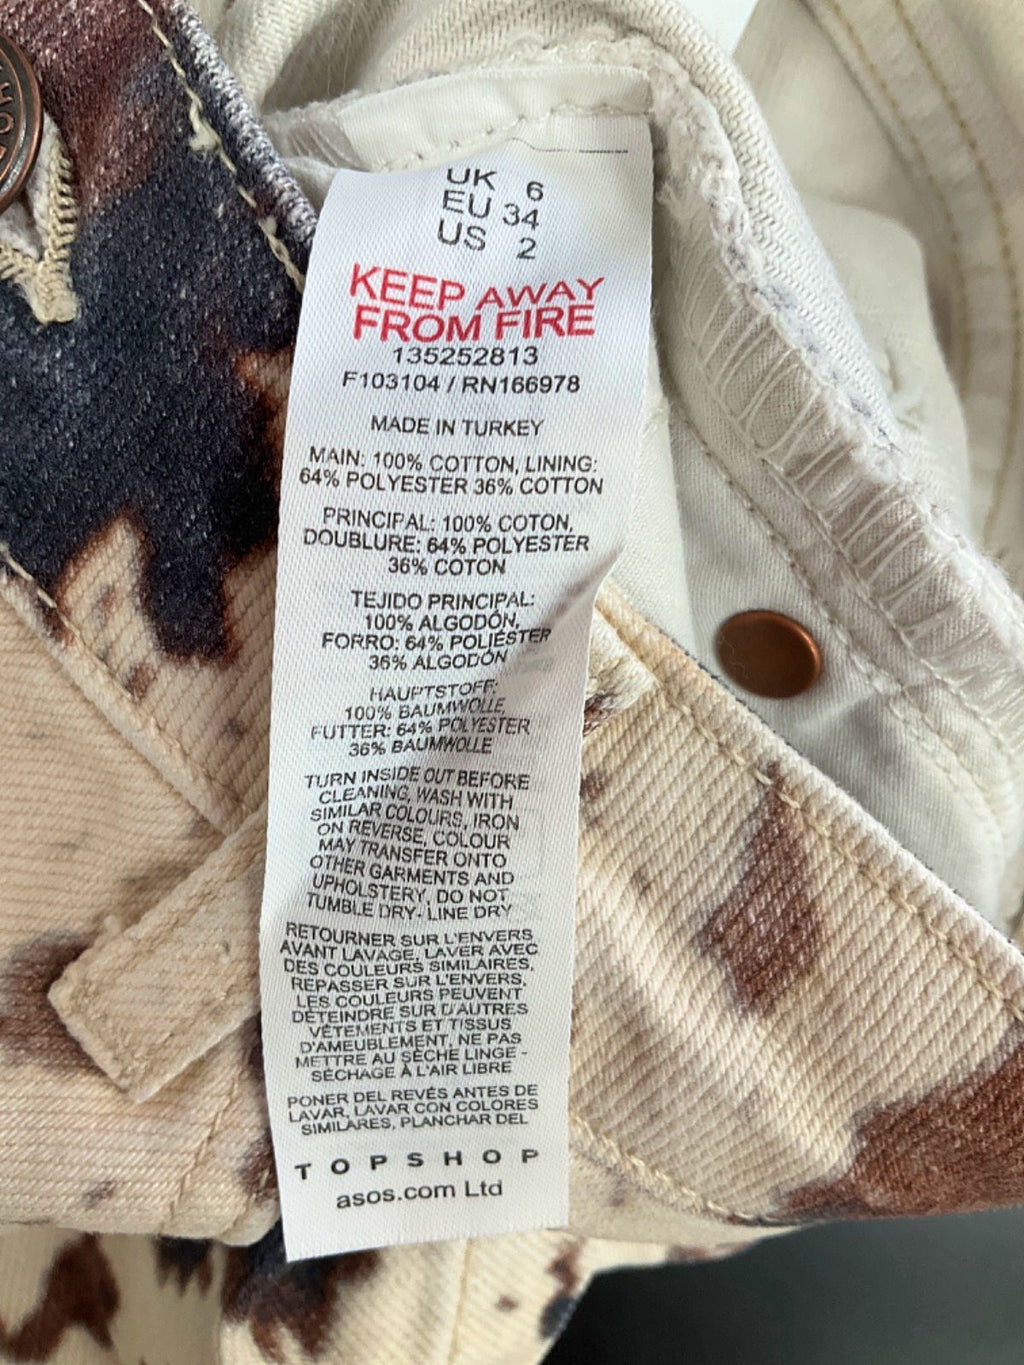 UK 6
EU 34
US 2
KEEP AWAY
FROM FIRE
135252813
F103104 / RN166978
MADE IN TURKEY
MAIN: 100% COTTON, LINING:
64% POLYESTER 36% COTTON
PRINCIPAL: 100% COTON,
DOUBLURE: 64% POLYESTER
36% COTON
TEJIDO PRINCIPAL:
100% ALGODÓN,
FORRO: 64% POLIÉSTER
36% ALGODÓN
HAUPTSTOFF:
100% BAUMWOLLE,
FUTTER: 64% POLYESTER
36% BAUMWOLLE
TURN INSIDE OUT BEFORE
CLEANING, WASH WITH
SIMILAR COLOURS, IRON
ON REVERSE, COLOUR
MAY TRANSFER ONTO
OTHER GARMENTS AND
UPHOLSTERY, DO NOT
TUMBLE DRY- LINE DRY
RETOURNER SUR L'ENVERS
AVANT LAVAGE, LAVER AVEC
DES COULEURS SIMILAIRES,
REPASSER SUR L'ENVERS,
LES COULEURS PEUVENT
DÉTEINDRE SUR D'AUTRES
VÊTEMENTS ET TISSUS
D'AMEUBLEMENT, NE PAS
METTRE AU SÈCHE LINGE -
SÉCHAGE À L'AIR LIBRE
PONER DEL REVÉS ANTES DE
LAVAR, LAVAR CON COLORES
SIMILARES, PLANCHAR DEL
TOPSHOP
asos.com Ltd